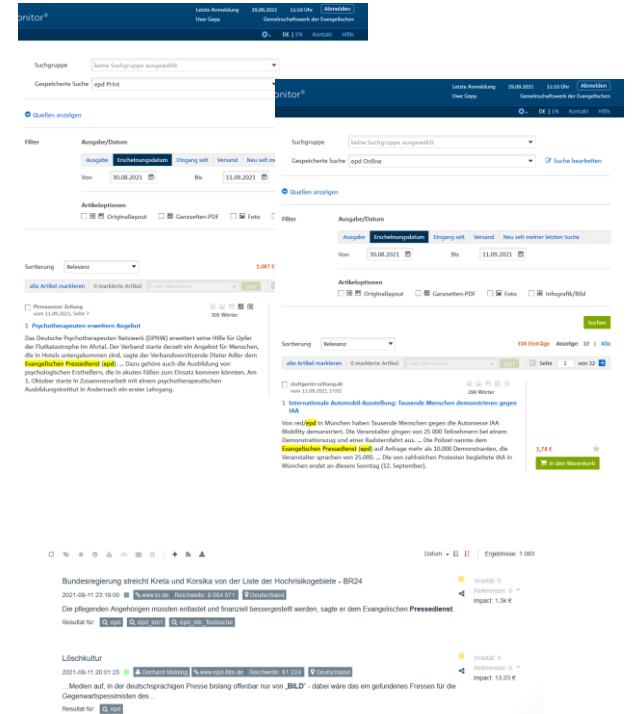 onitor®
Letzte Anmeldung 29.09.2021 11:10 Uhr Abmelden
Uwe Gepp Gemeinschaftswerk der Evangelischen
DE | EN Kontakt Hilfe
Suchgruppe keine Suchgruppe ausgewählt
Gespeicherte Suche epd Print
Quellen anzeigen
Filter Ausgabe/Datum
Ausgabe Erscheinungsdatum Eingang seit Versand Neu seit me
Von 30.08.2021 Bis 11.09.2021
Artikeloptionen
Originallayout Ganzseiten-PDF Foto
Sortierung Relevanz 1.087 E
alle Artikel markieren 0 markierte Artikel In den Warenkorb
Pirmasenser Zeitung
vom 11.09.2021, Seite 7 305 Wörter
1 Psychotherapeuten erweitern Angebot
Das Deutsche Psychotherapeuten Netzwerk (DPNW) erweitert seine Hilfe für Opfer
der Flutkatastrophe im Ahrtal. Der Verband starte derzeit ein Angebot für Menschen,
die in Hotels untergekommen sind, sagte der Verbandsvorsitzende Dieter Adler dem
Evangelischen Pressedienst (epd). ... Dazu gehöre auch die Ausbildung von
psychologischen Ersthelfern, die in akuten Fällen zum Einsatz kommen könnten. Am
1. Oktober starte in Zusammenarbeit mit einem psychotherapeutischen
Ausbildungsinstitut in Andernach ein erster Lehrgang.
onitor®
Letzte Anmeldung 29.09.2021 11:10 Uhr Abmelden
Uwe Gepp Gemeinschaftswerk der Evangelischen
DE | EN Kontakt Hilfe
Suchgruppe keine Suchgruppe ausgewählt
Gespeicherte Suche epd Online Suche bearbeiten
Quellen anzeigen
Filter Ausgabe/Datum
Ausgabe Erscheinungsdatum Eingang seit Versand Neu seit meiner letzten Suche
Von 30.08.2021 Bis 11.09.2021
Artikeloptionen
Originallayout Ganzseiten-PDF Foto Infografik/Bild
Suchen
Sortierung Relevanz 318 Einträge Anzeige: 10 | Alle
alle Artikel markieren 0 markierte Artikel In den Warenkorb Seite 1 von 32
stuttgarter-zeitung.de
vom 11.09.2021 17:02 299 Wörter
1 Internationale Automobil-Ausstellung: Tausende Menschen demonstrieren gegen
IAA
Von red/epd in München haben Tausende Menschen gegen die Automesse IAA
Mobility demonstriert. Die Veranstalter gingen von 25 000 Teilnehmern bei einem
Demonstrationszug und einer Radsternfahrt aus. ... Die Polizei nannte dem
Evangelischen Pressedienst (epd) auf Anfrage mehr als 10.000 Demonstranten, die
Veranstalter sprachen von 25.000. ... Die von zahlreichen Protesten begleitete IAA in
München endet an diesem Sonntag (12. September).
3,74 €
In den Warenkorb
Datum Ergebnisse: 1 093
Bundesregierung streicht Kreta und Korsika von der Liste der Hochrisikogebiete - BR24
2021-09-11 23:19:00 www.br.de Reichweite: 9 084 971 Deutschland
Die pflegenden Angehörigen müssten entlastet und finanziell bessergestellt werden, sagte er dem Evangelischen Pressedienst.
Resultat für: epd epd_Intr1 epd_Intr_Testsuche
Viralität: 0
Referenzen: 0
Impact: 1,5k €
Löschkultur
2021-09-11 20:01:25 Gerhard Midding www.epd-film.de Reichweite: 81 224 Deutschland
...Medien auf, in der deutschsprachigen Presse bislang offenbar nur von „BILD“ - dabei wäre das ein gefundenes Fressen für die
Gegenwartspessimisten des...
Resultat für: epd
Viralität: 0
Referenzen: 0
Impact: 13,03 €